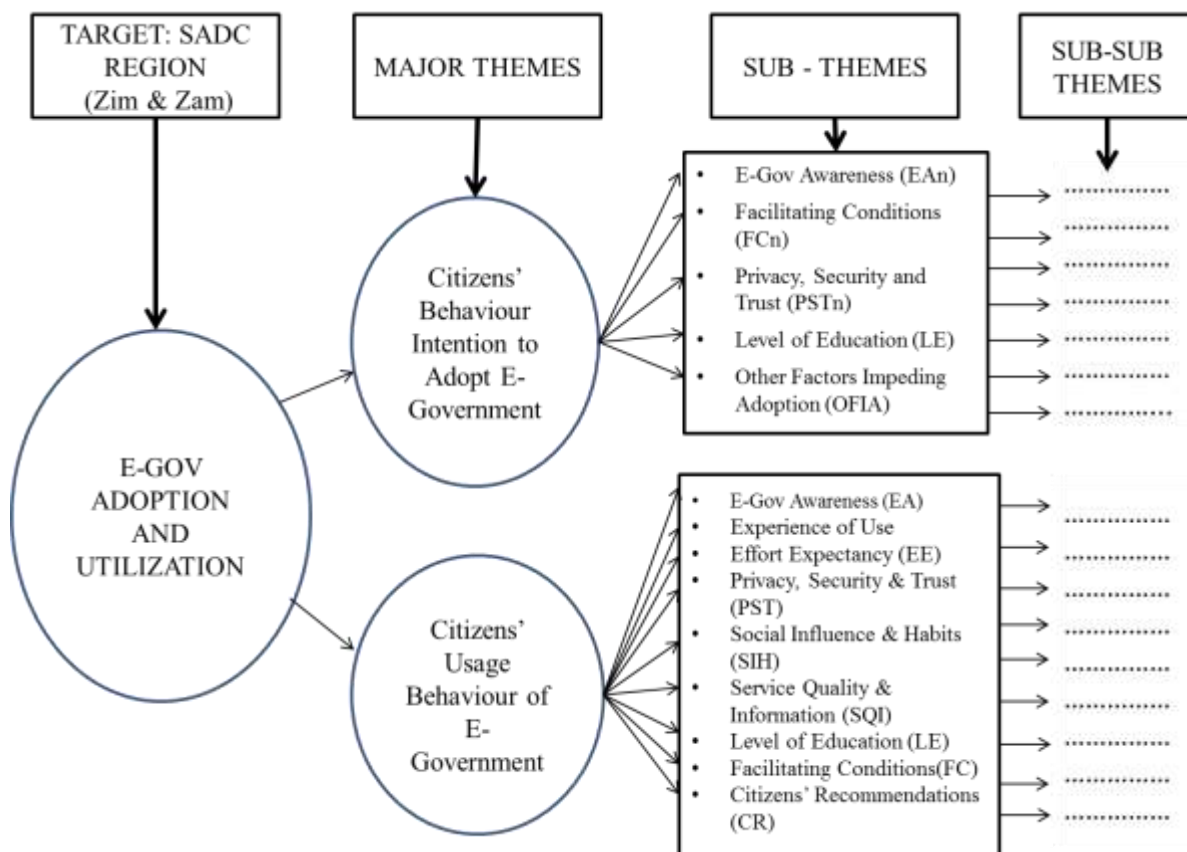 TARGET: SADC
REGION
(Zim & Zam)
MAJOR THEMES
SUB - THEMES
SUB-SUB
THEMES
E-GOV
ADOPTION
AND
UTILIZATION
Citizens’
Behaviour
Intention to
Adopt E-
Government
• E-Gov Awareness (EAn)
• Facilitating Conditions
(FCn)
• Privacy, Security and
Trust (PSTn)
• Level of Education (LE)
• Other Factors Impeding
Adoption (OFIA)
Citizens’
Usage
Behaviour of
E-
Government
• E-Gov Awareness (EA)
• Experience of Use
• Effort Expectancy (EE)
• Privacy, Security & Trust
(PST)
• Social Influence & Habits
(SIH)
• Service Quality &
Information (SQI)
• Level of Education (LE)
• Facilitating Conditions(FC)
• Citizens’ Recommendations
(CR)